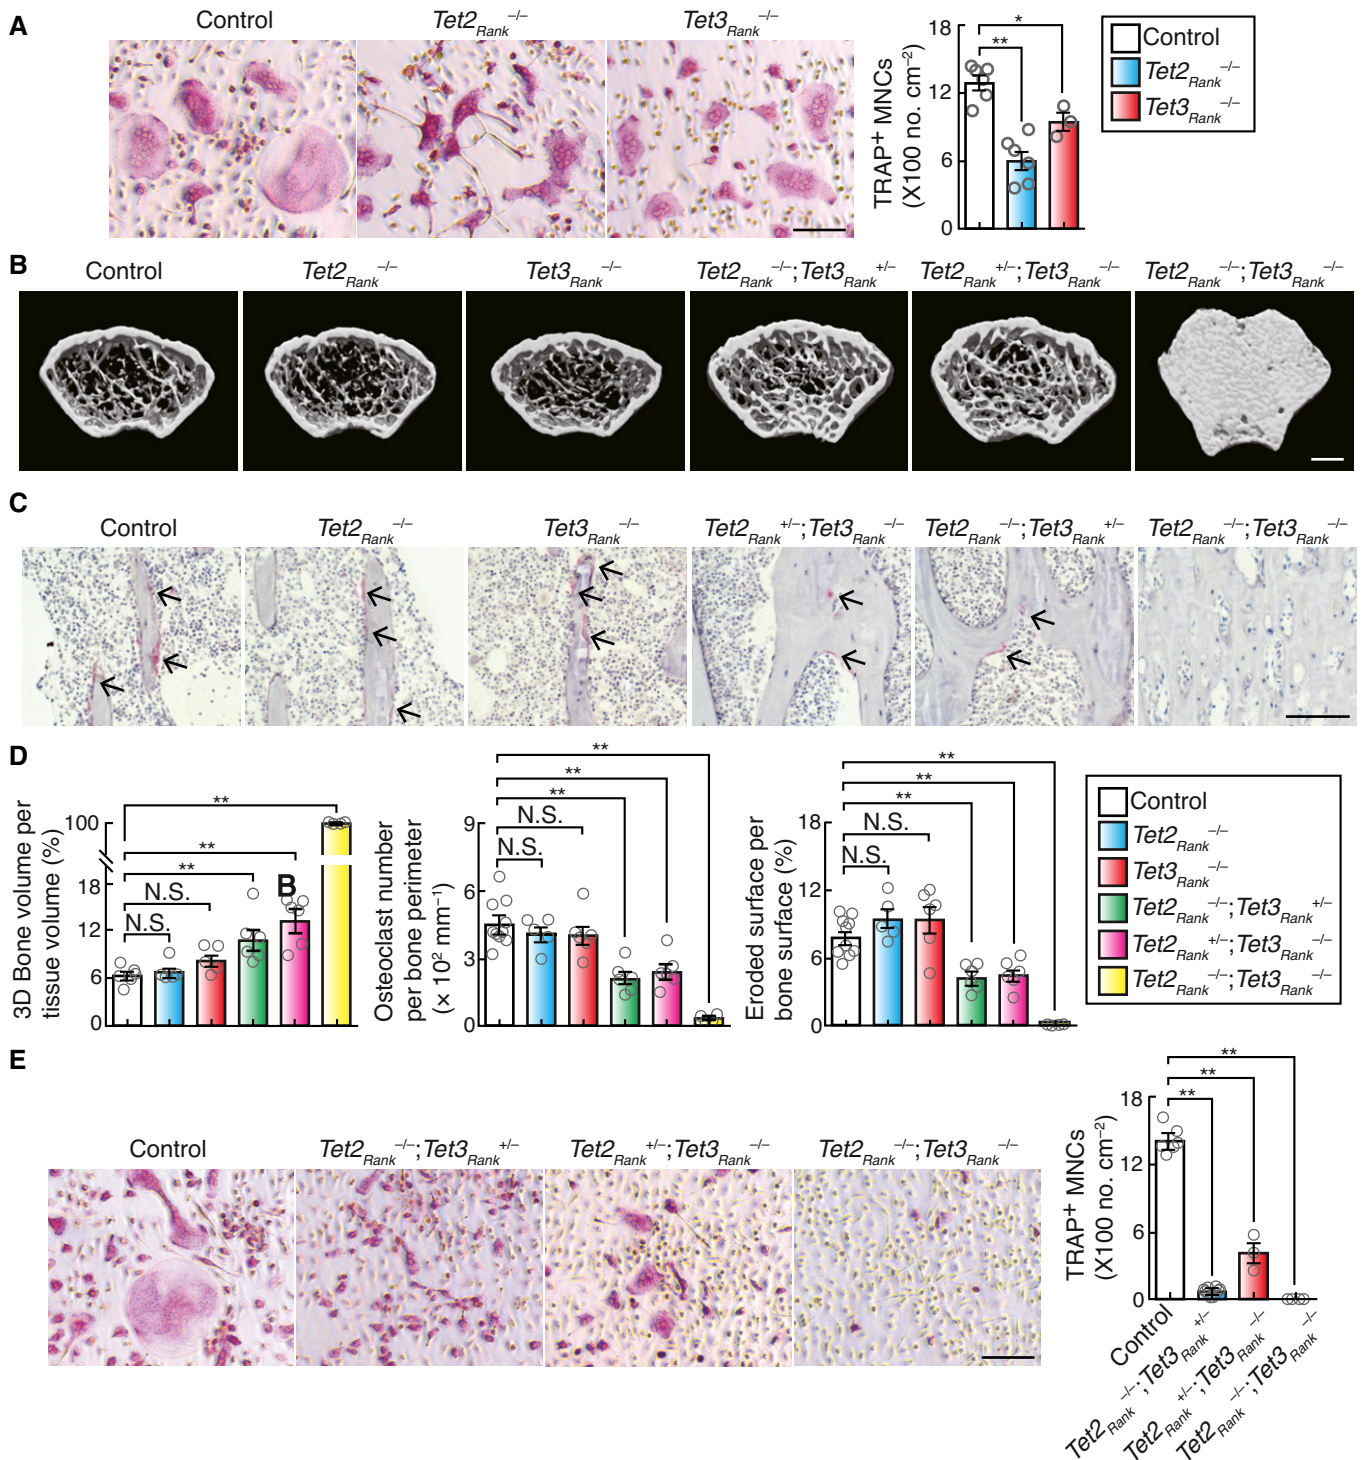 A
Control
Tet2Rank−/−
Tet3Rank−/−
TRAP+ MNCs
(X100 no. cm−2)
18
12
6
0
*
**
Control
Tet2Rank−/−
Tet3Rank−/−
B
Control
Tet2Rank−/−
Tet3Rank−/−
Tet2Rank−/−;Tet3Rank+/−
Tet2Rank+/−;Tet3Rank−/−
Tet2Rank−/−;Tet3Rank−/−
C
Control
Tet2Rank−/−
Tet3Rank−/−
Tet2Rank+/−;Tet3Rank−/−
Tet2Rank−/−;Tet3Rank+/−
Tet2Rank−/−;Tet3Rank−/−
D
3D Bone volume per
tissue volume (%)
100
18
12
6
0
**
**
**
N.S.
N.S.
B
Osteoclast number
per bone perimeter
(× 10² mm−1)
9
6
3
0
**
**
**
N.S.
N.S.
Eroded surface per
bone surface (%)
18
12
6
0
**
**
**
N.S.
N.S.
Control
Tet2Rank−/−
Tet3Rank−/−
Tet2Rank−/−;Tet3Rank+/−
Tet2Rank+/−;Tet3Rank−/−
Tet2Rank−/−;Tet3Rank−/−
E
Control
Tet2Rank−/−;Tet3Rank+/−
Tet2Rank+/−;Tet3Rank−/−
Tet2Rank−/−;Tet3Rank−/−
TRAP+ MNCs
(X100 no. cm−2)
18
12
6
0
**
**
**
Control
Tet2Rank−/−;Tet3Rank+/−
Tet2Rank+/−;Tet3Rank−/−
Tet2Rank−/−;Tet3Rank−/−